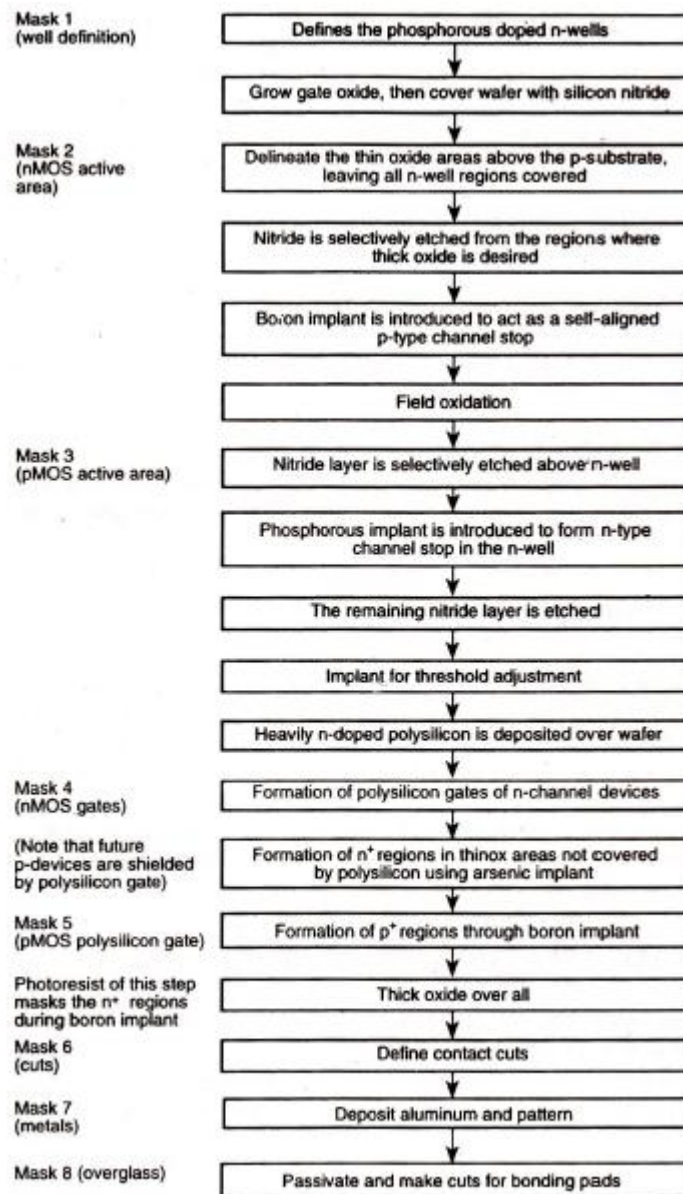 Mask 1
(well definition)
Defines the phosphorous doped n-wells
Grow gate oxide, then cover wafer with silicon nitride
Mask 2
(nMOS active
area)
Delineate the thin oxide areas above the p-substrate,
leaving all n-well regions covered
Nitride is selectively etched from the regions where
thick oxide is desired
Boron implant is introduced to act as a self-aligned
p-type channel stop
Field oxidation
Mask 3
(pMOS active area)
Nitride layer is selectively etched above n-well
Phosphorous implant is introduced to form n-type
channel stop in the n-well
The remaining nitride layer is etched
Implant for threshold adjustment
Heavily n-doped polysilicon is deposited over wafer
Mask 4
(nMOS gates)
Formation of polysilicon gates of n-channel devices
(Note that future
p-devices are shielded
by polysilicon gate)
Formation of n⁺ regions in thinox areas not covered
by polysilicon using arsenic implant
Mask 5
(pMOS polysilicon gate)
Formation of p⁺ regions through boron implant
Photoresist of this step
masks the n⁺ regions
during boron implant
Thick oxide over all
Mask 6
(cuts)
Define contact cuts
Mask 7
(metals)
Deposit aluminum and pattern
Mask 8 (overglass)
Passivate and make cuts for bonding pads